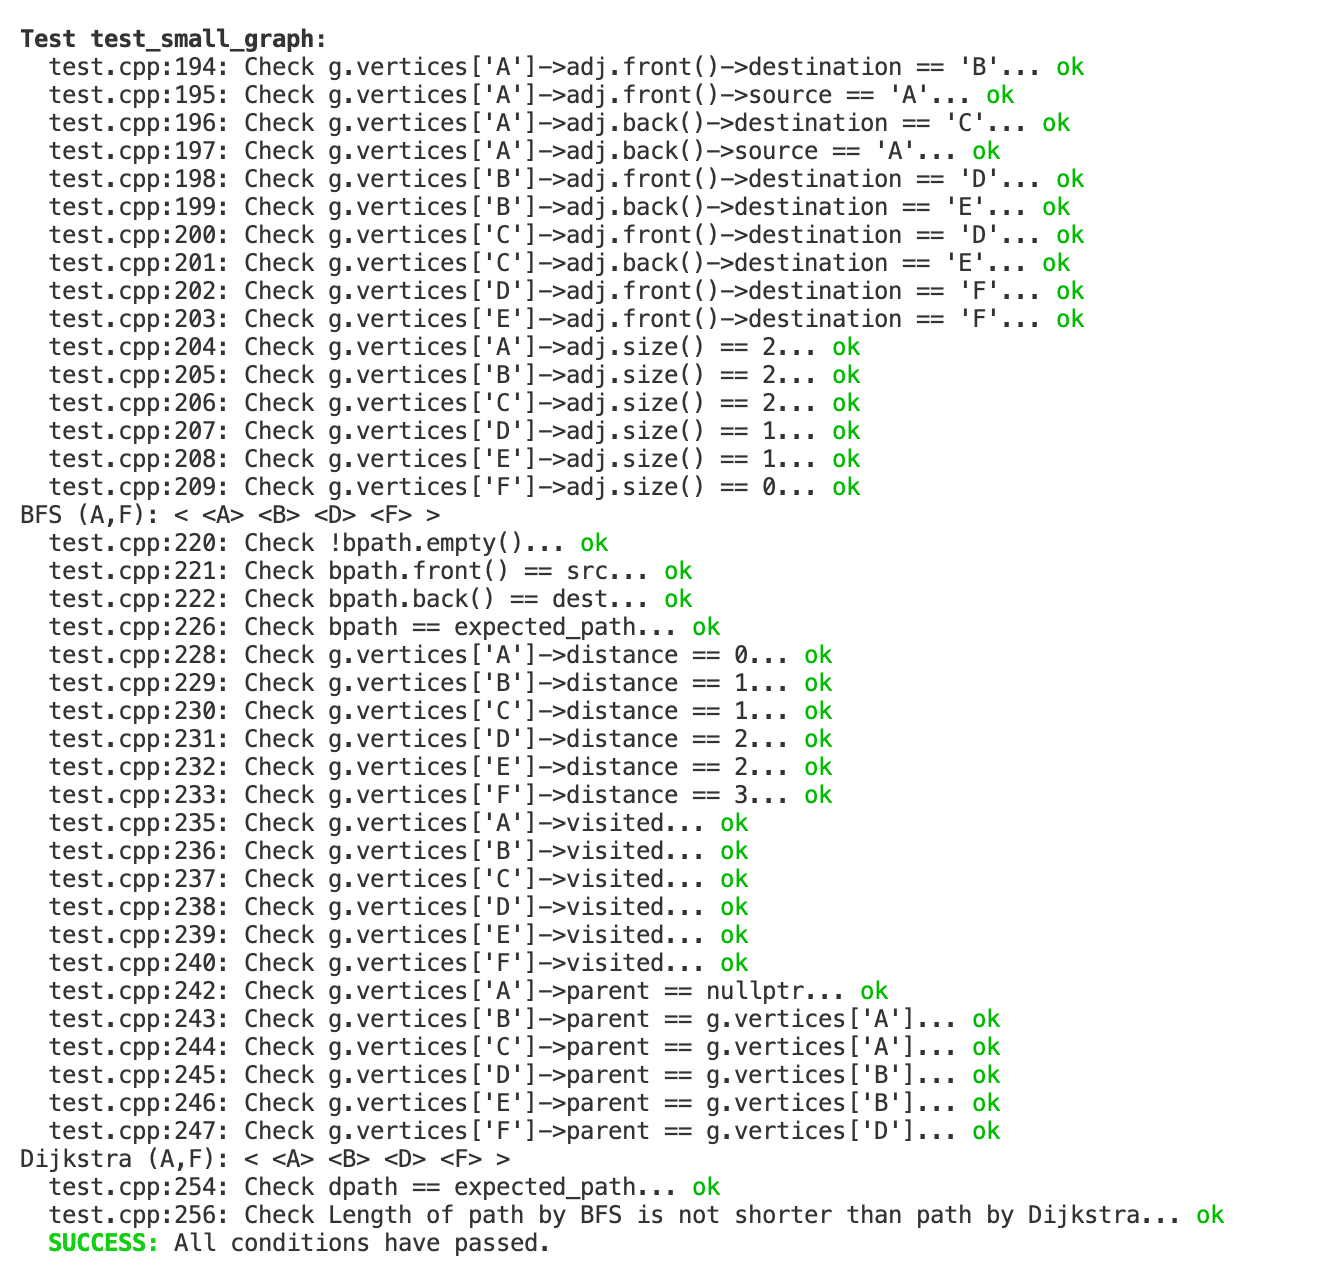 Test test_small_graph:
test.cpp:194: Check g.vertices['A']->adj.front()->destination == 'B'... ok
test.cpp:195: Check g.vertices['A']->adj.front()->source == 'A'... ok
test.cpp:196: Check g.vertices['A']->adj.back()->destination == 'C'... ok
test.cpp:197: Check g.vertices['A']->adj.back()->source == 'A'... ok
test.cpp:198: Check g.vertices['B']->adj.front()->destination == 'D'... ok
test.cpp:199: Check g.vertices['B']->adj.back()->destination == 'E'... ok
test.cpp:200: Check g.vertices['C']->adj.front()->destination == 'D'... ok
test.cpp:201: Check g.vertices['C']->adj.back()->destination == 'E'... ok
test.cpp:202: Check g.vertices['D']->adj.front()->destination == 'F'... ok
test.cpp:203: Check g.vertices['E']->adj.front()->destination == 'F'... ok
test.cpp:204: Check g.vertices['A']->adj.size() == 2... ok
test.cpp:205: Check g.vertices['B']->adj.size() == 2... ok
test.cpp:206: Check g.vertices['C']->adj.size() == 2... ok
test.cpp:207: Check g.vertices['D']->adj.size() == 1... ok
test.cpp:208: Check g.vertices['E']->adj.size() == 1... ok
test.cpp:209: Check g.vertices['F']->adj.size() == 0... ok
BFS (A,F): < <A> <B> <D> <F> >
test.cpp:220: Check !bpath.empty()... ok
test.cpp:221: Check bpath.front() == src... ok
test.cpp:222: Check bpath.back() == dest... ok
test.cpp:226: Check bpath == expected_path... ok
test.cpp:228: Check g.vertices['A']->distance == 0... ok
test.cpp:229: Check g.vertices['B']->distance == 1... ok
test.cpp:230: Check g.vertices['C']->distance == 1... ok
test.cpp:231: Check g.vertices['D']->distance == 2... ok
test.cpp:232: Check g.vertices['E']->distance == 2... ok
test.cpp:233: Check g.vertices['F']->distance == 3... ok
test.cpp:235: Check g.vertices['A']->visited... ok
test.cpp:236: Check g.vertices['B']->visited... ok
test.cpp:237: Check g.vertices['C']->visited... ok
test.cpp:238: Check g.vertices['D']->visited... ok
test.cpp:239: Check g.vertices['E']->visited... ok
test.cpp:240: Check g.vertices['F']->visited... ok
test.cpp:242: Check g.vertices['A']->parent == nullptr... ok
test.cpp:243: Check g.vertices['B']->parent == g.vertices['A']... ok
test.cpp:244: Check g.vertices['C']->parent == g.vertices['A']... ok
test.cpp:245: Check g.vertices['D']->parent == g.vertices['B']... ok
test.cpp:246: Check g.vertices['E']->parent == g.vertices['B']... ok
test.cpp:247: Check g.vertices['F']->parent == g.vertices['D']... ok
Dijkstra (A,F): < <A> <B> <D> <F> >
test.cpp:254: Check dpath == expected_path... ok
test.cpp:256: Check Length of path by BFS is not shorter than path by Dijkstra... ok
SUCCESS: All conditions have passed.